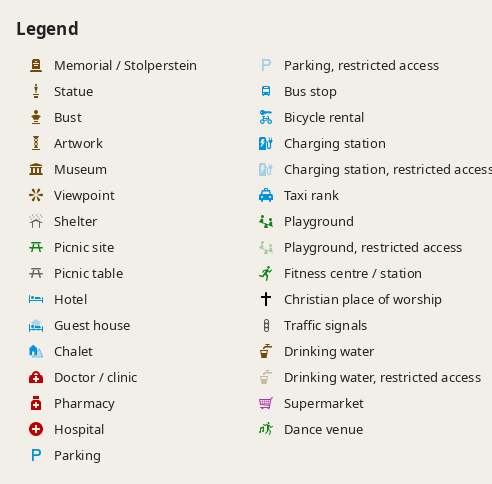 Legend
Memorial / Stolperstein
Statue
Bust
Artwork
Museum
Viewpoint
Shelter
Picnic site
Picnic table
Hotel
Guest house
Chalet
Doctor / clinic
Pharmacy
Hospital
P Parking
P Parking, restricted access
Bus stop
Bicycle rental
Charging station
Charging station, restricted access
Taxi rank
Playground
Playground, restricted access
Fitness centre / station
Christian place of worship
Traffic signals
Drinking water
Drinking water, restricted access
Supermarket
Dance venue